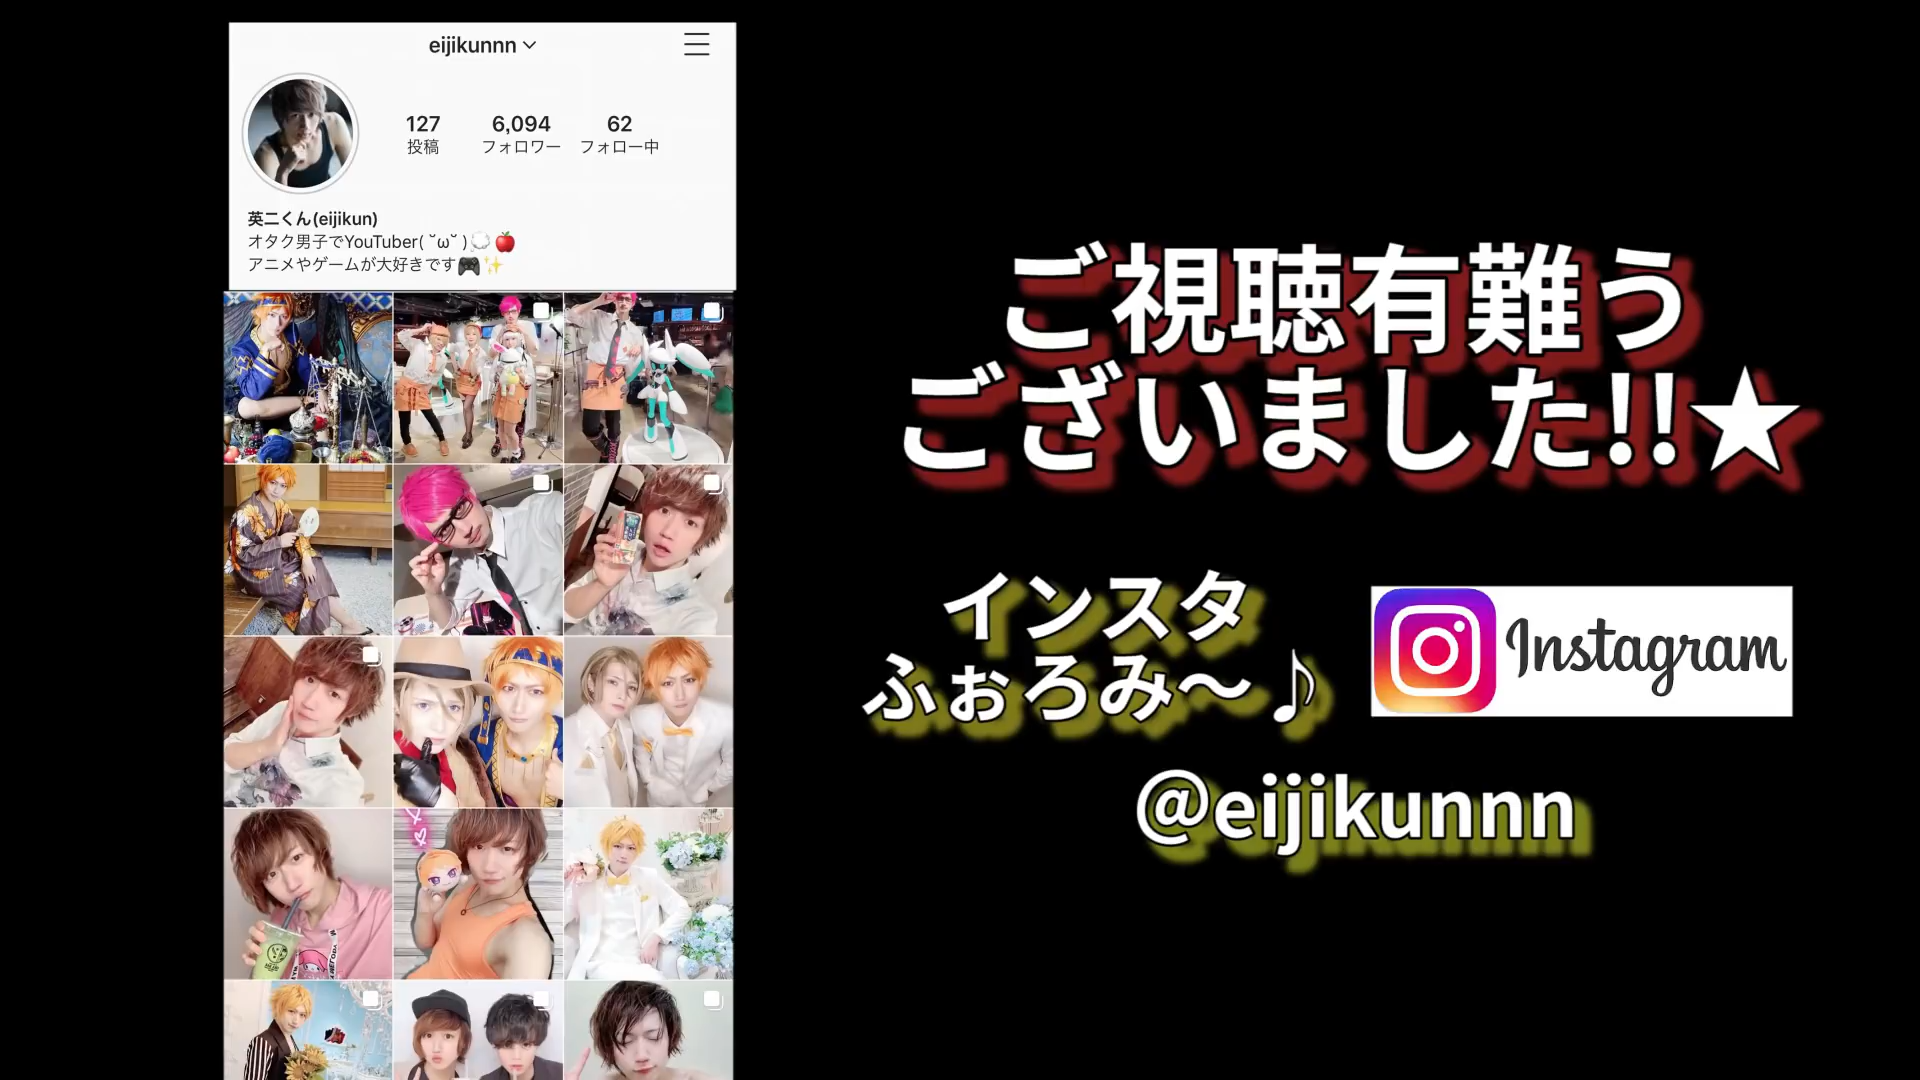 eijikunnn
127
6,094
62
投稿
フォロワー
フォロー中
英二くん(eijikun)
オタク男子でYouTuber( ˘ω˘ )💭🍎
アニメやゲームが大好きです🎮✨
ご視聴有難う
ございました!!★
インスタ
ふぉろみ〜♪
Instagram
@eijikunnn